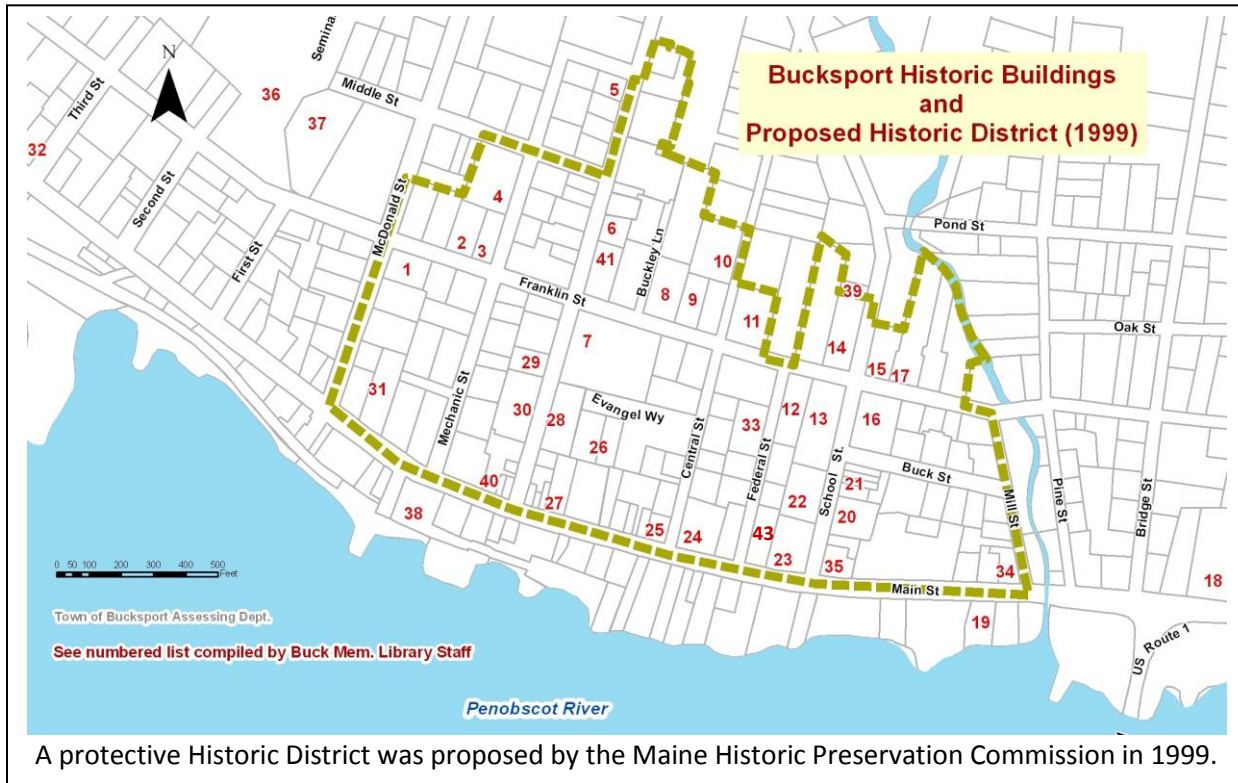 Bucksport Historic Buildings
and
Proposed Historic District (1999)
N
Third St
Second St
First St
Semina
Middle St
McDonald St
Mechanic St
Franklin St
Buckley Ln
Evangel Wy
Central St
Federal St
School St.
Buck St
Mill St
Pine St
Bridge St
Pond St
Oak St
Main St
US Route 1
36
37
32
5
4
2
3
1
6
41
8
9
10
11
39
14
15
17
7
29
30
28
26
33
12
13
16
31
40
27
25
24
22
43
23
21
20
35
34
18
19
38
0 50 100 200 300 400 500
Feet
Town of Bucksport Assessing Dept.
See numbered list compiled by Buck Mem. Library Staff
Penobscot River
A protective Historic District was proposed by the Maine Historic Preservation Commission in 1999.